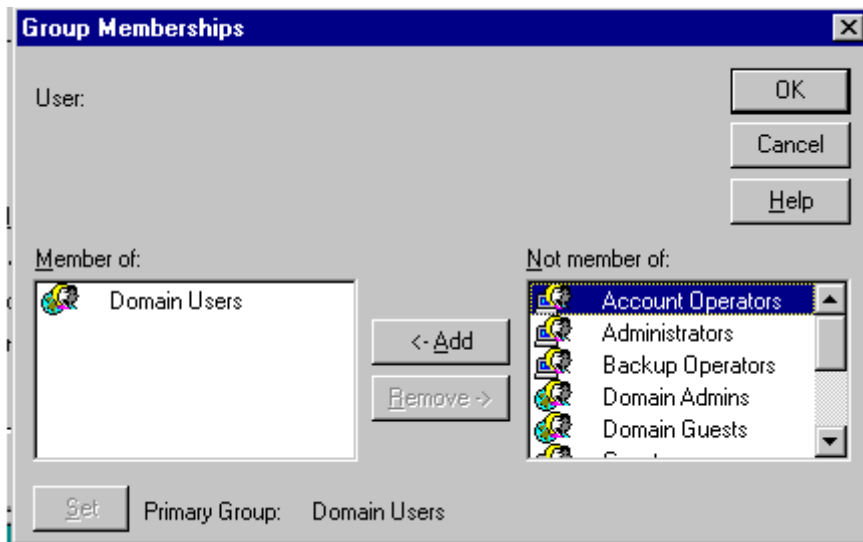 Group Memberships
User:
OK
Cancel
Help
Member of:
Domain Users
<- Add
Remove ->
Not member of:
Account Operators
Administrators
Backup Operators
Domain Admins
Domain Guests
Set
Primary Group: Domain Users